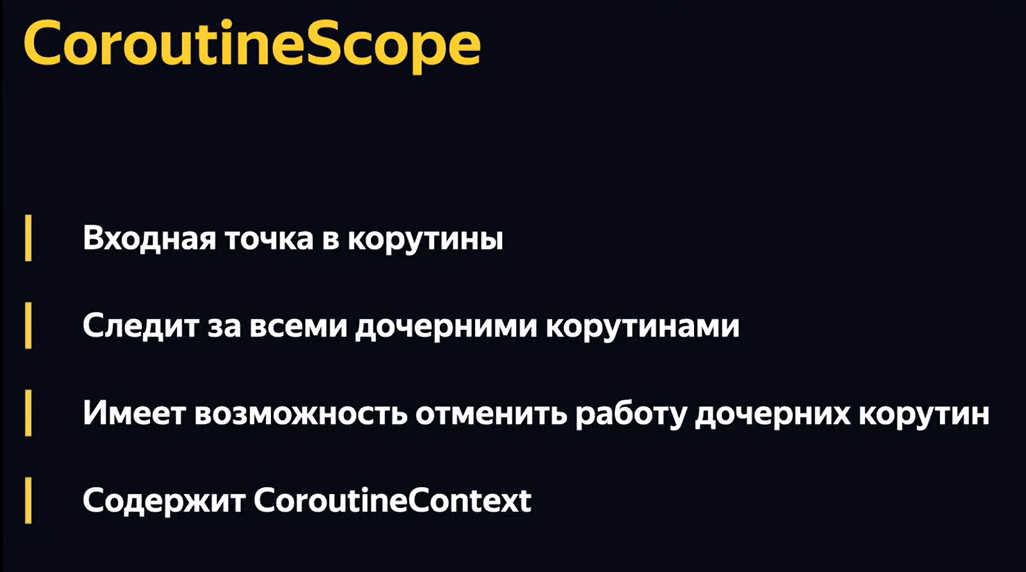 CoroutineScope
Входная точка в корутины
Следит за всеми дочерними корутинами
Имеет возможность отменить работу дочерних корутин
Содержит CoroutineContext